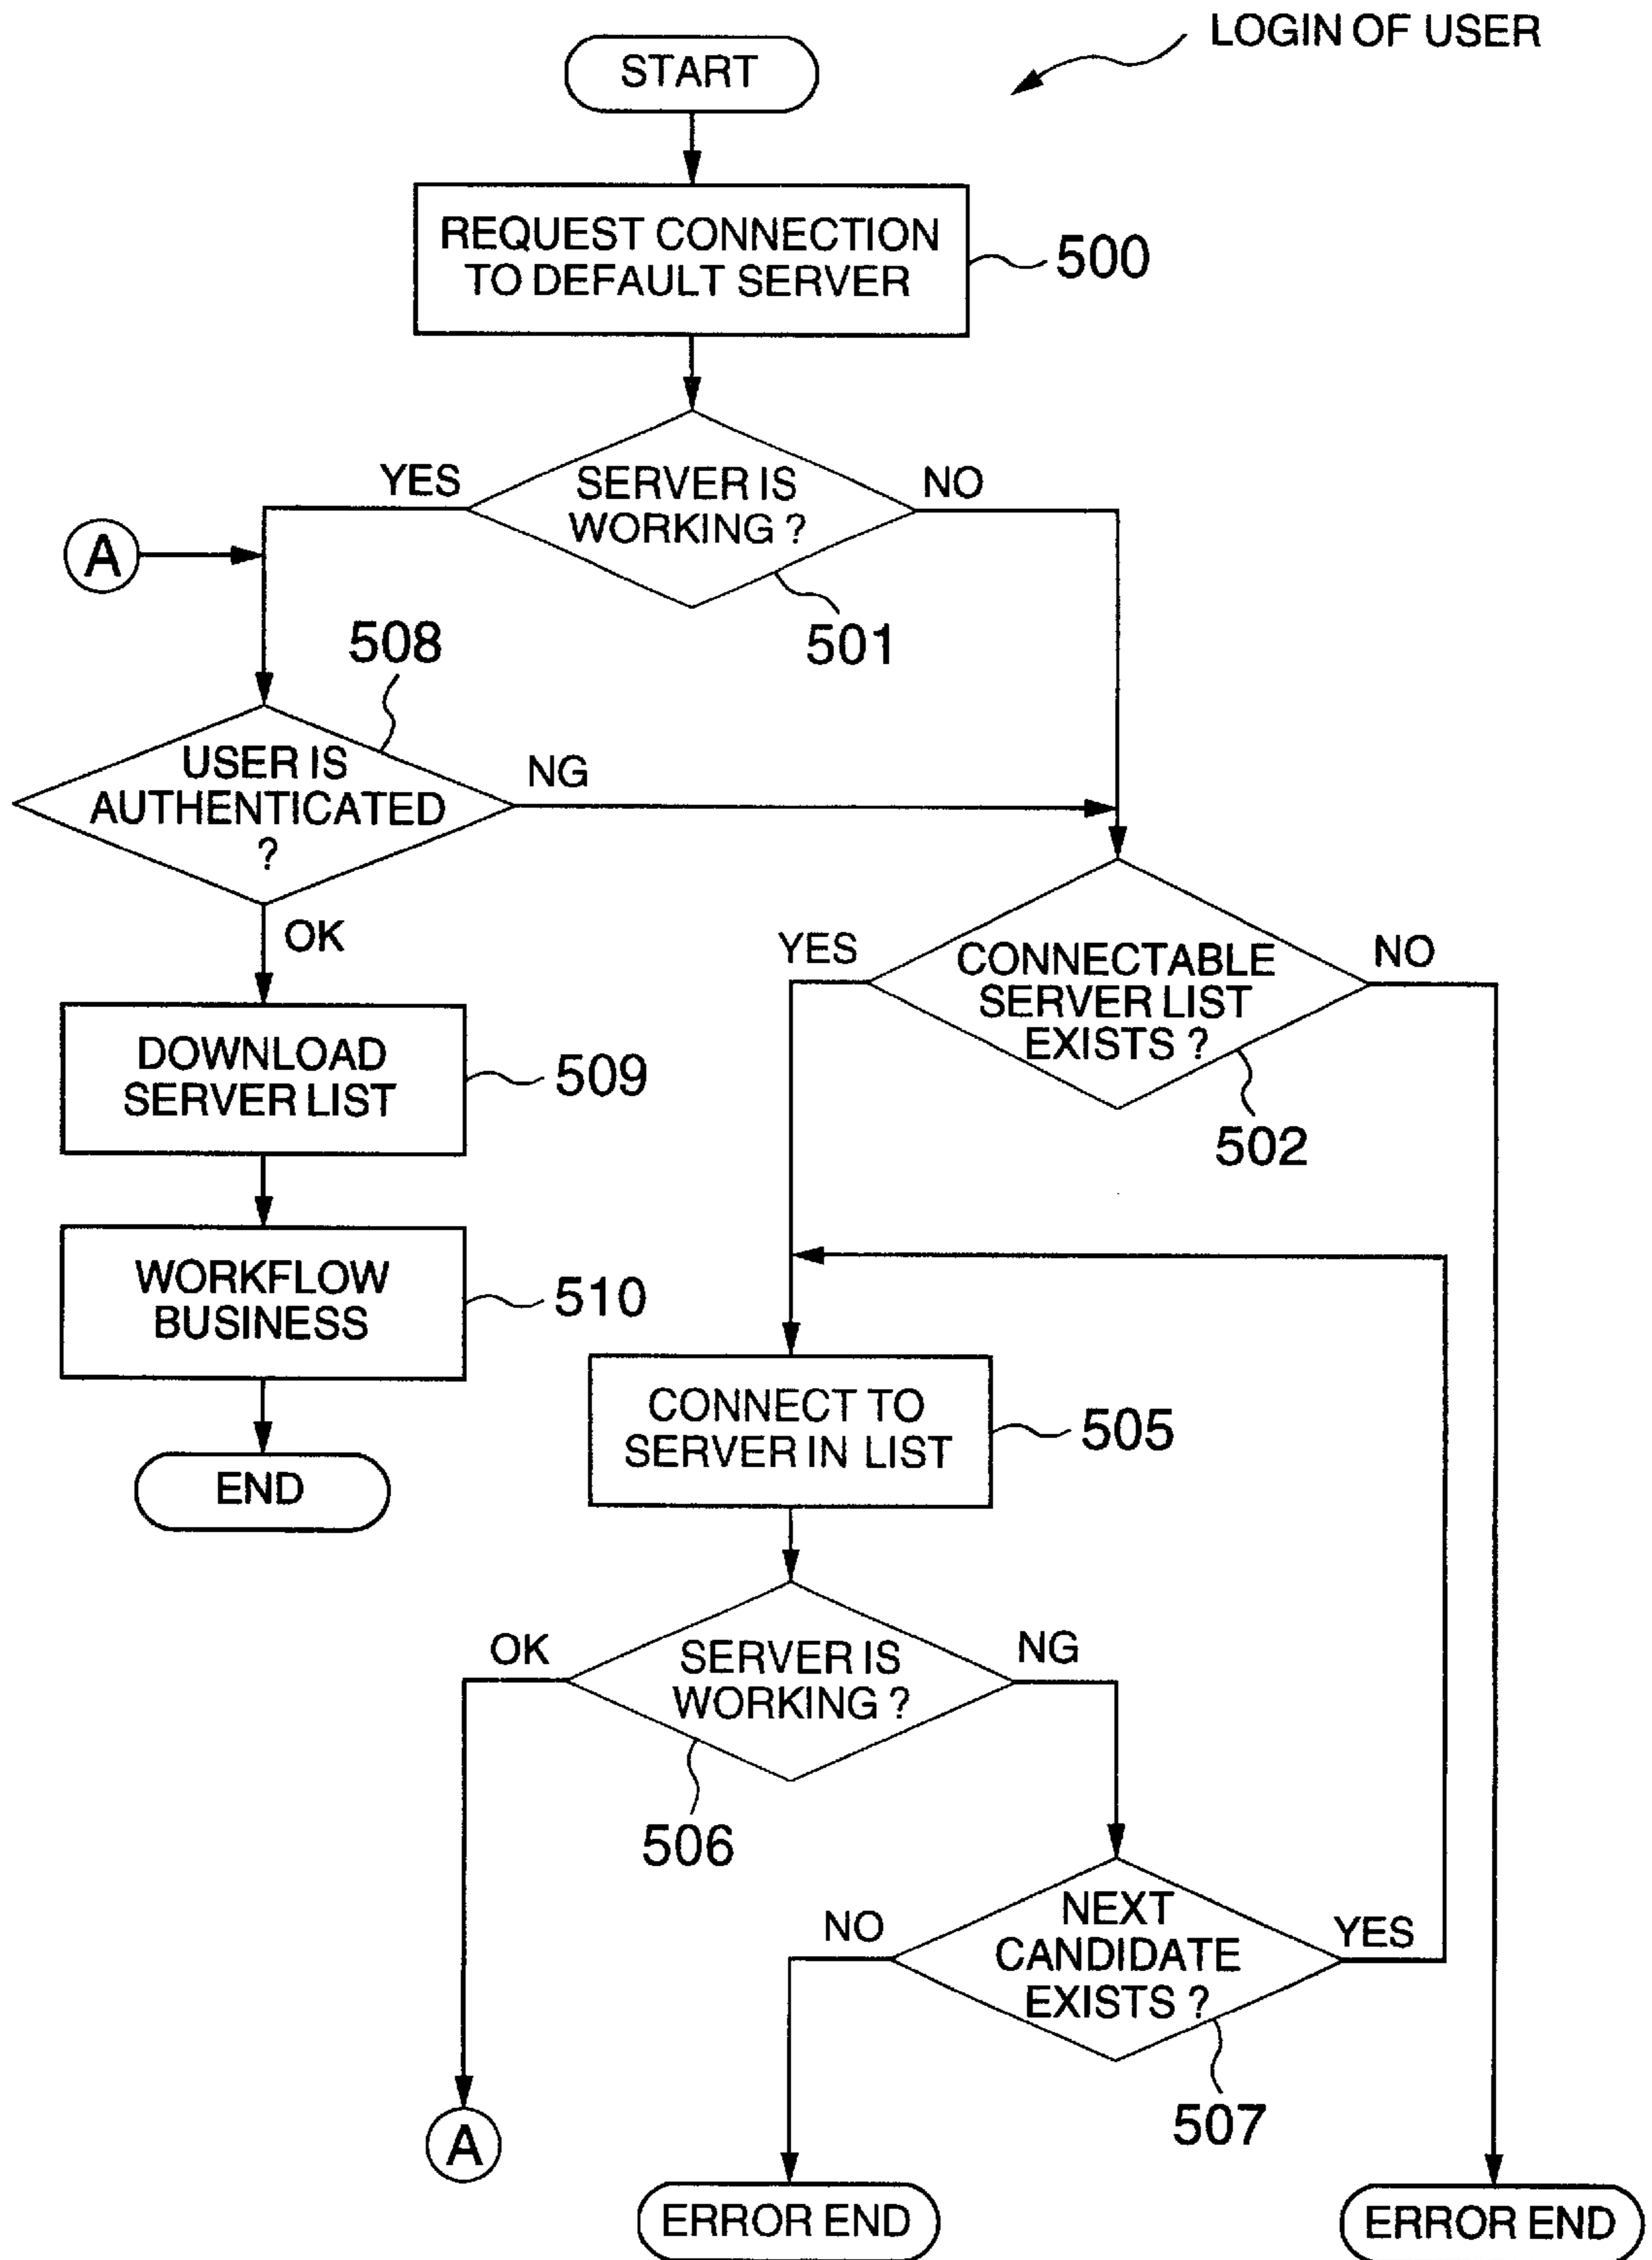 LOGIN OF USER
START
REQUEST CONNECTION
TO DEFAULT SERVER
500
YES
SERVER IS
WORKING ?
NO
A
501
508
USER IS
AUTHENTICATED
?
NG
OK
YES
CONNECTABLE
SERVER LIST
EXISTS ?
NO
502
DOWNLOAD
SERVER LIST
509
WORKFLOW
BUSINESS
510
END
CONNECT TO
SERVER IN LIST
505
OK
SERVER IS
WORKING ?
NG
506
NO
NEXT
CANDIDATE
EXISTS ?
YES
507
A
ERROR END
ERROR END